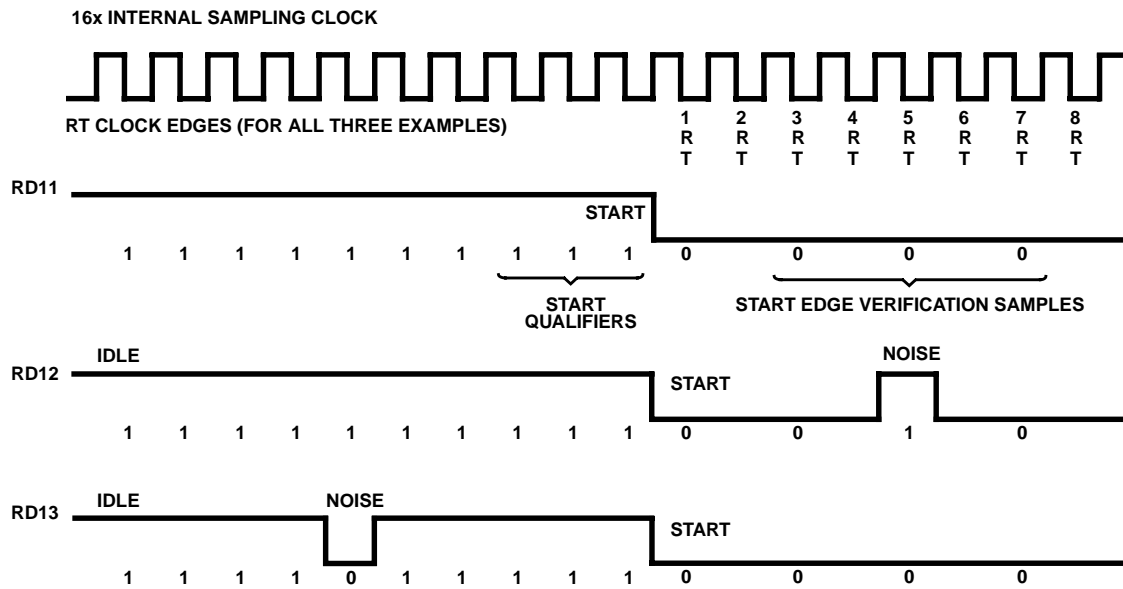 16x INTERNAL SAMPLING CLOCK
RT CLOCK EDGES (FOR ALL THREE EXAMPLES)
1 2 3 4 5 6 7 8
R R R R R R R R
T T T T T T T T
RD11
START
1 1 1 1 1 1 1 1 1 1 0 0 0 0
START
QUALIFIERS
START EDGE VERIFICATION SAMPLES
IDLE
NOISE
RD12
START
1 1 1 1 1 1 1 1 1 1 0 0 1 0
IDLE
NOISE
RD13
START
1 1 1 1 0 1 1 1 1 1 0 0 0 0